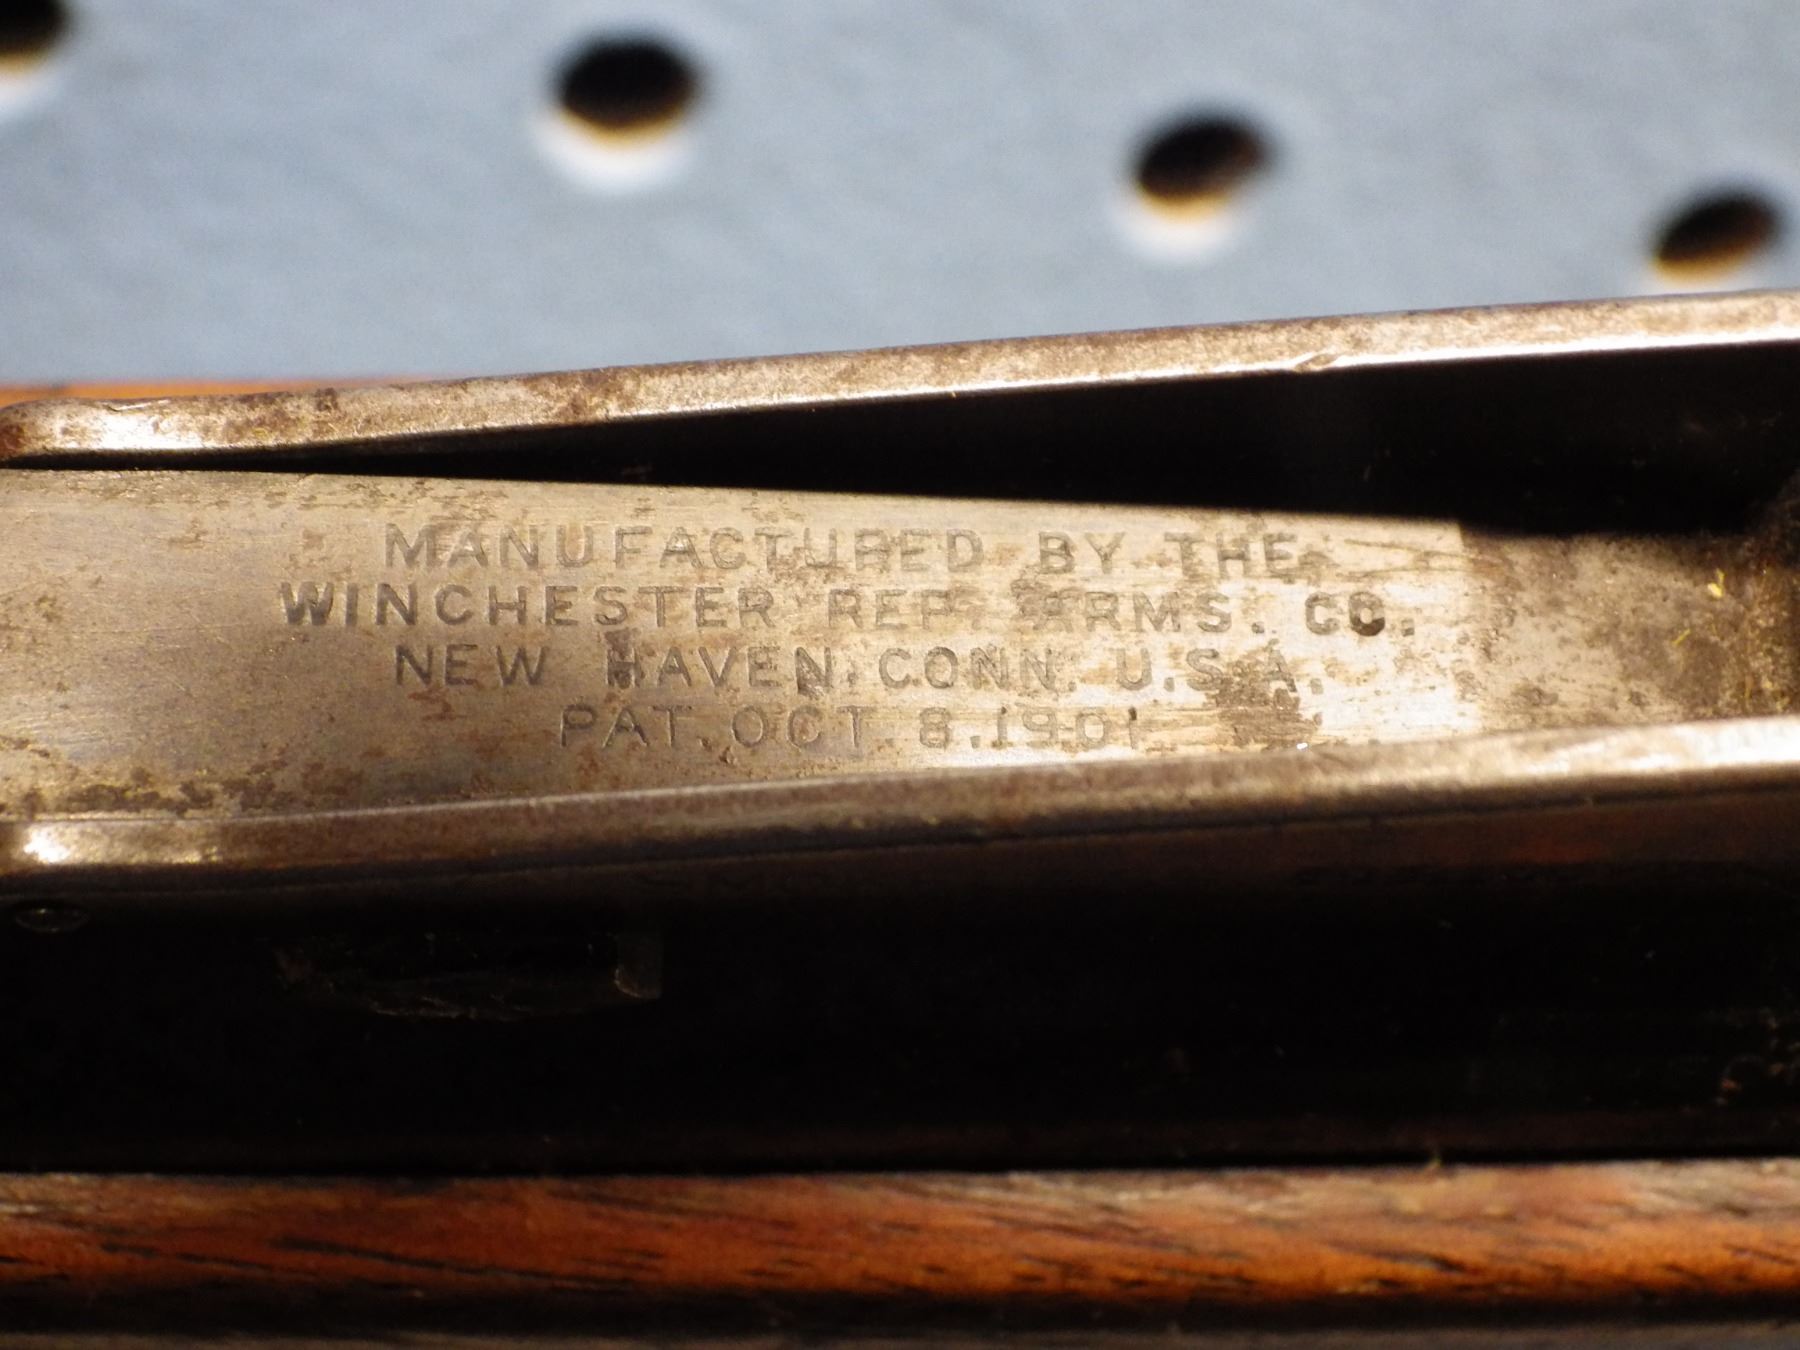 MANUFACTURED BY THE
WINCHESTER REP. ARMS. CO.
NEW HAVEN. CONN. U.S.A.
PAT. OCT. 8.1901